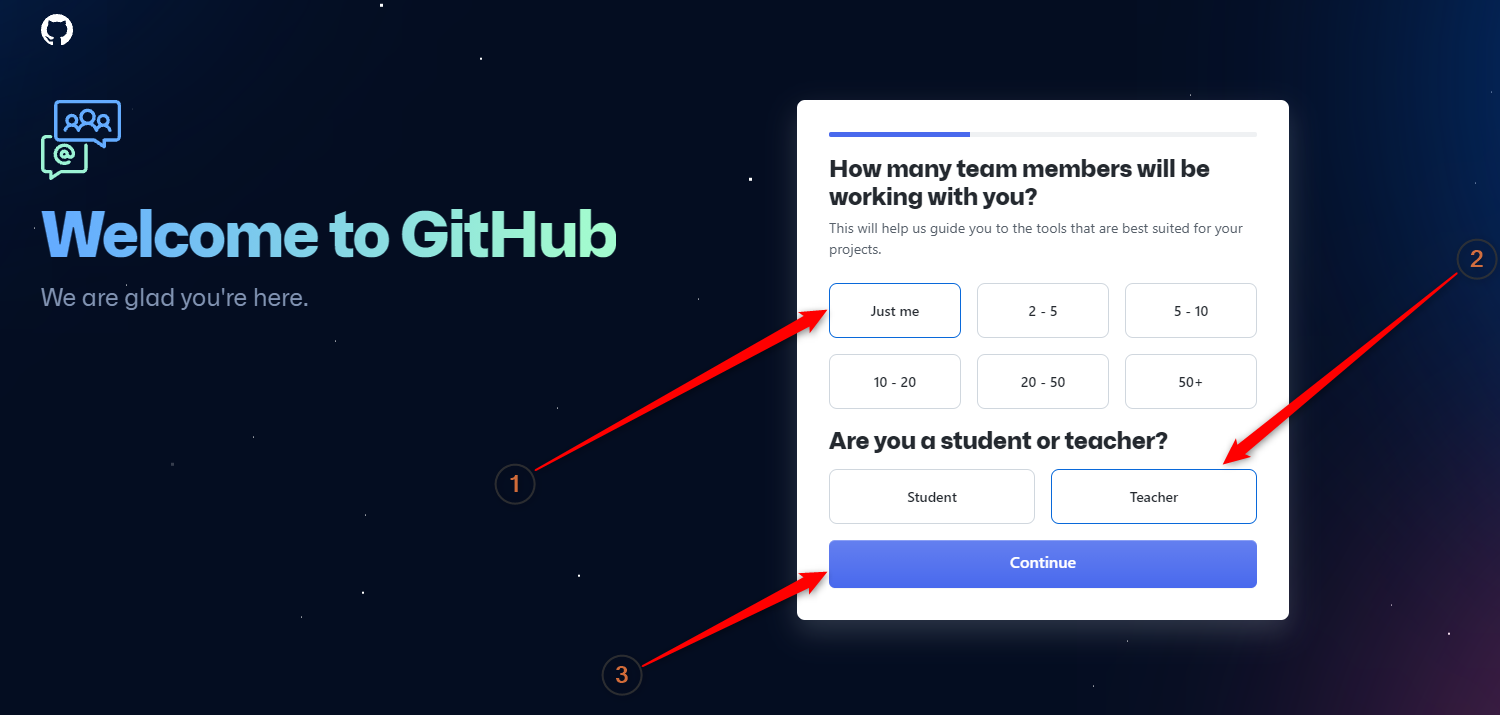 Welcome to GitHub
We are glad you're here.
How many team members will be
working with you?
This will help us guide you to the tools that are best suited for your
projects.
Just me
2 - 5
5 - 10
10 - 20
20 - 50
50+
Are you a student or teacher?
Student
Teacher
Continue
1
2
3
@